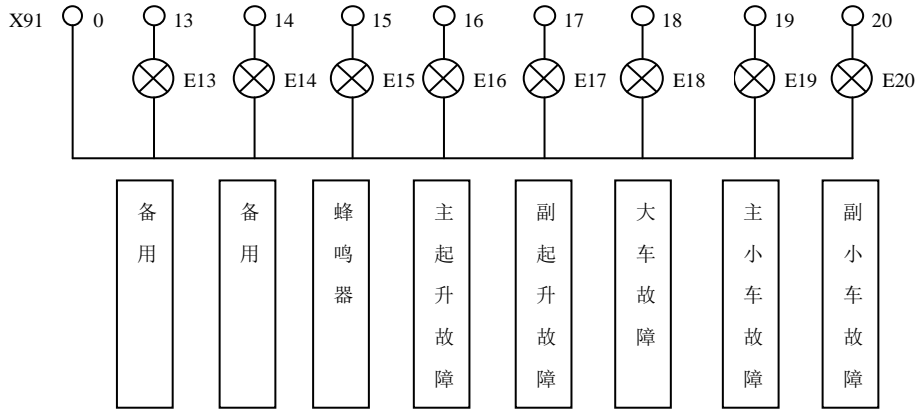 X91 0 13 14 15 16 17 18 19 20
E13 E14 E15 E16 E17 E18 E19 E20
备用
备用
蜂鸣器
主起升故障
副起升故障
大车故障
主小车故障
副小车故障